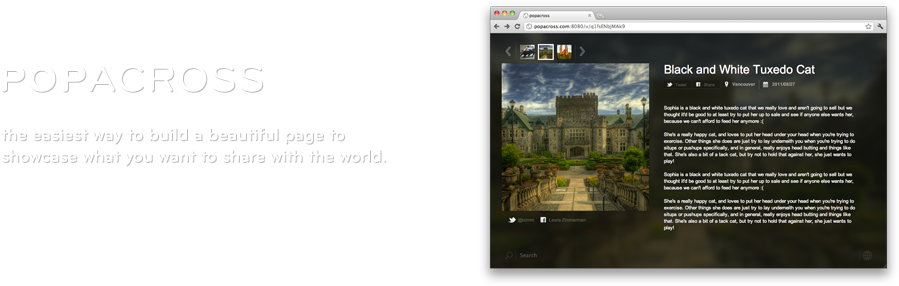 POPACROSS
the easiest way to build a beautiful page to
showcase what you want to share with the world.
popacross
popacross.com:8080/v/q1fsENbjMAk9
Black and White Tuxedo Cat
Tweet
Share
Vancouver
2011/08/27
Sophia is a black and white tuxedo cat that we really love and aren't going to sell but we
thought it'd be good to at least try to put her up to sale and see if anyone else wants her,
because we can't afford to feed her anymore :(
She's a really happy cat, and loves to put her head under your head when you're trying to
exercise. Other things she does are just try to lay underneith you when you're trying to do
situps or pushups specifically, and in general, really enjoys head butting and things like
that. She's also a bit of a tack cat, but try not to hold that against her, she just wants to
play!
Sophia is a black and white tuxedo cat that we really love and aren't going to sell but we
thought it'd be good to at least try to put her up to sale and see if anyone else wants her,
because we can't afford to feed her anymore :(
She's a really happy cat, and loves to put her head under your head when you're trying to
exercise. Other things she does are just try to lay underneith you when you're trying to do
situps or pushups specifically, and in general, really enjoys head butting and things like
that. She's also a bit of a tack cat, but try not to hold that against her, she just wants to
play!
Search